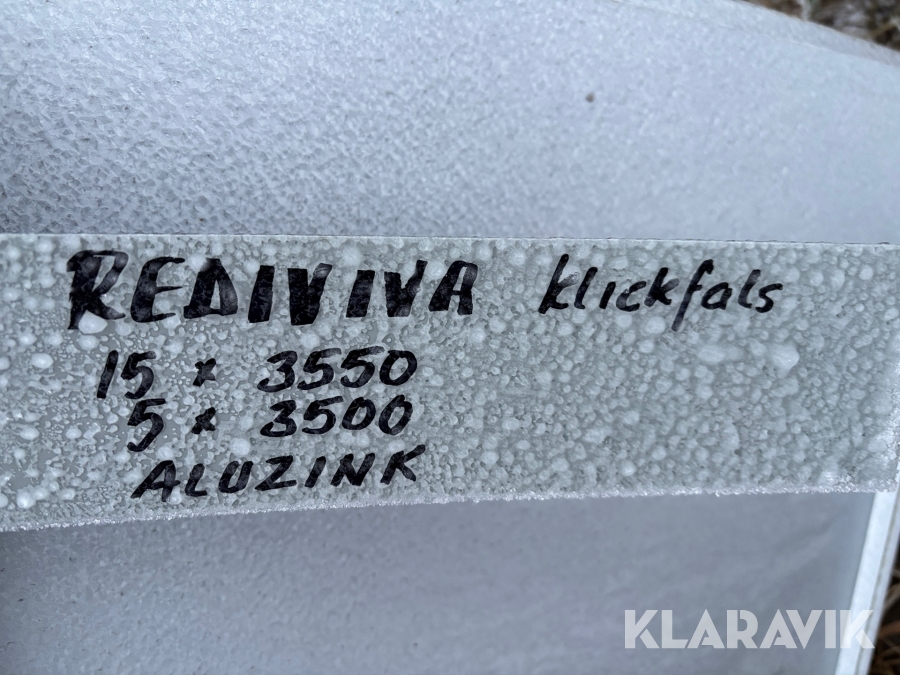 REDIVIVA klickfals
15 x 3550
5 x 3500
ALUZINK
KLARAVIK